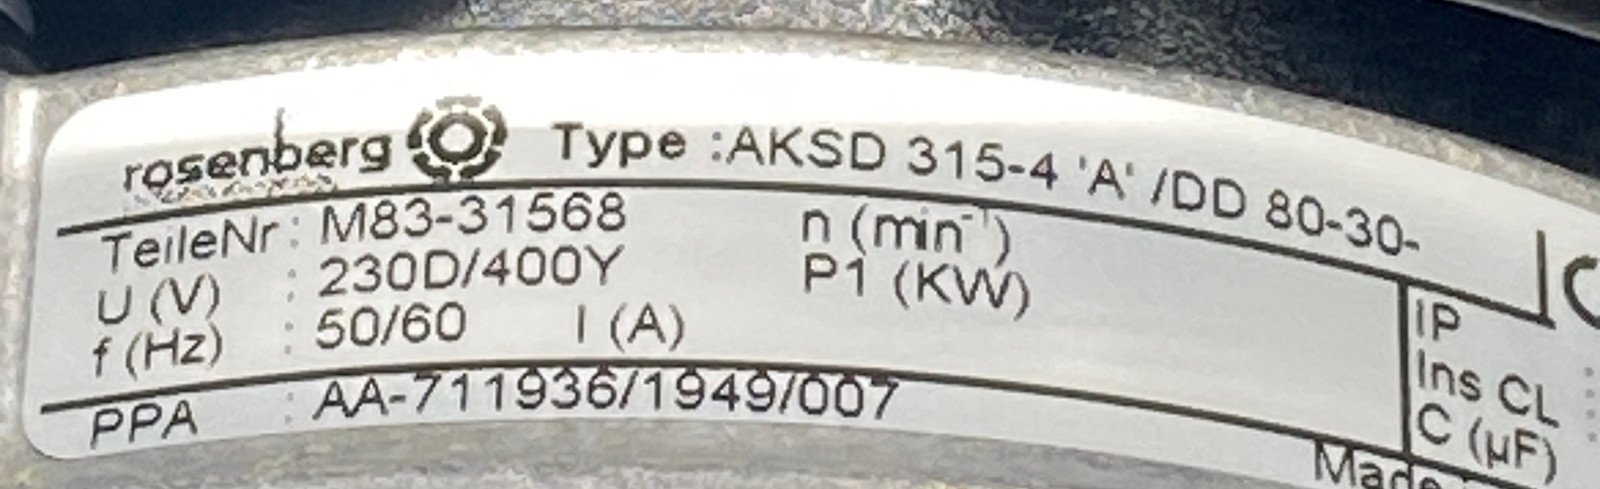 rosenberg Type :AKSD 315-4 'A' /DD 80-30-
TeileNr : M83-31568 n (min⁻¹)
U (V) : 230D/400Y P1 (KW)
f (Hz) : 50/60 I (A)
IP
Ins CL :
C (µF) :
PPA : AA-711936/1949/007
Made